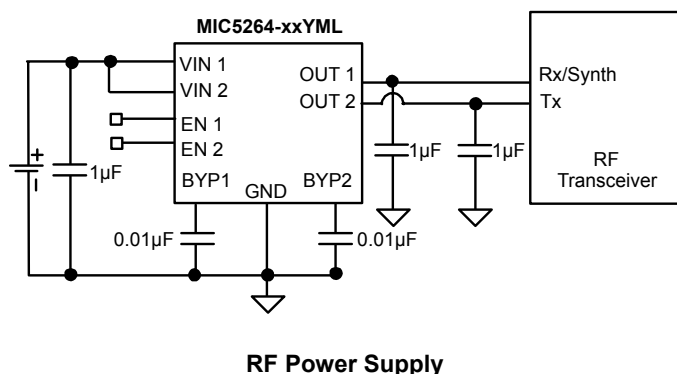 MIC5264-xxYML
VIN 1
VIN 2
EN 1
EN 2
BYP1
GND
BYP2
OUT 1
OUT 2
Rx/Synth
Tx
RF
Transceiver
+
-
1µF
1µF
1µF
0.01µF
0.01µF
RF Power Supply